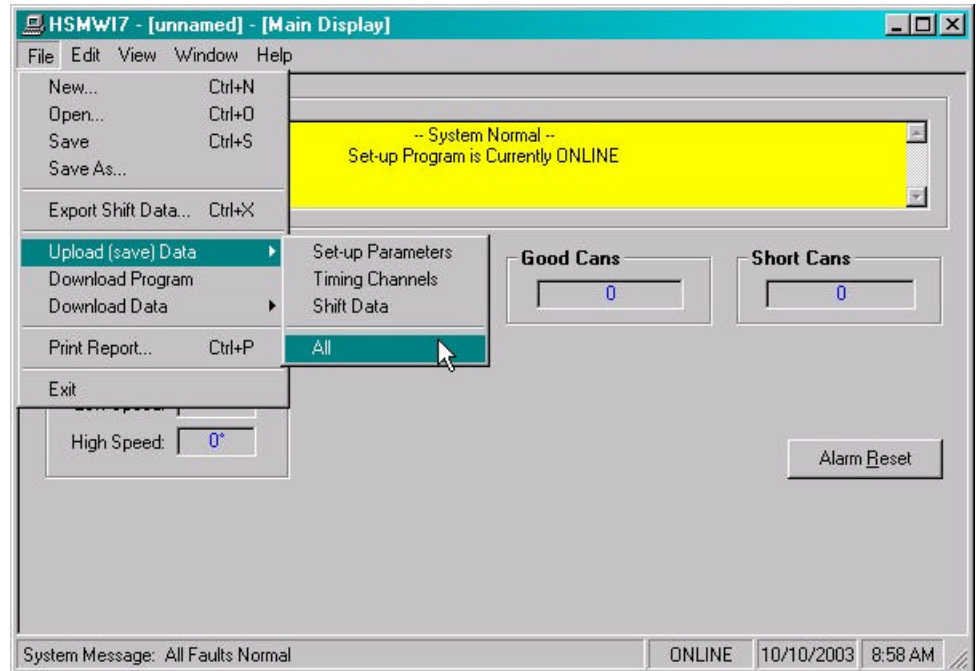 HSMWI7 - [unnamed] - [Main Display]
File Edit View Window Help
New... Ctrl+N
Open... Ctrl+O
Save Ctrl+S
Save As...
Export Shift Data... Ctrl+X
Upload (save) Data
Download Program
Download Data
Print Report... Ctrl+P
Exit
Set-up Parameters
Timing Channels
Shift Data
All
-- System Normal --
Set-up Program is Currently ONLINE
Good Cans
0
Short Cans
0
High Speed: 0°
Alarm Reset
System Message: All Faults Normal ONLINE 10/10/2003 8:58 AM